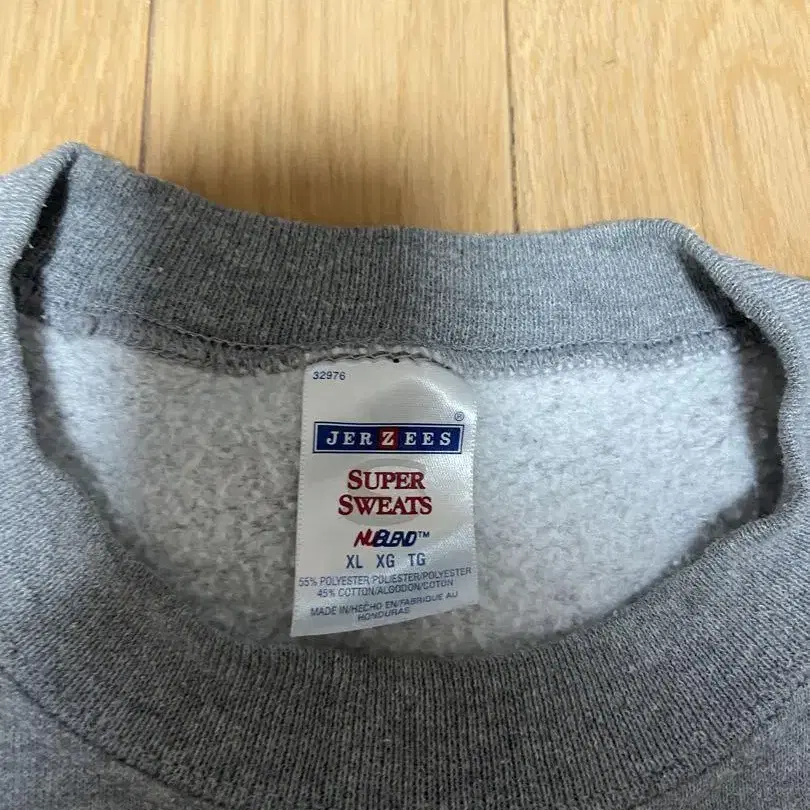 32976
®
JERZEES
SUPER
SWEATS
NUBLEND™
XL XG TG
55% POLYESTER/POLIESTER/POLYESTER
45% COTTON/ALGODON/COTON
MADE IN/HECHO EN/FABRIQUE AU
HONDURAS